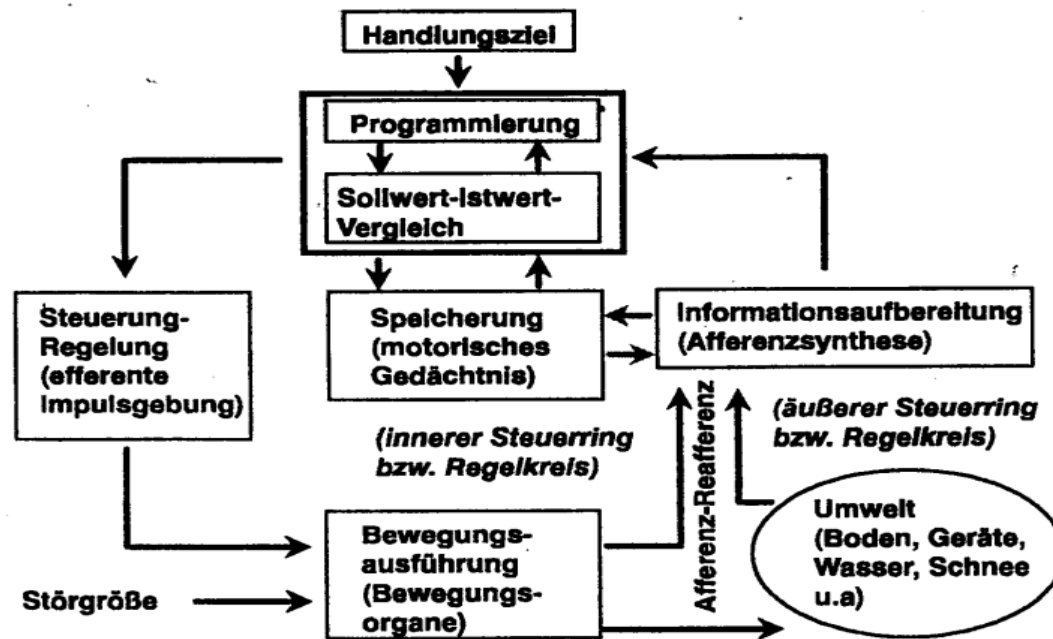 Handlungsziel
Programmierung
Sollwert-Istwert-
Vergleich
Steuerung-
Regelung
(efferente
Impulsgebung)
Speicherung
(motorisches
Gedächtnis)
Informationsaufbereitung
(Afferenzsynthese)
(innerer Steuerring
bzw. Regelkreis)
Afferenz-Reafferenz
(äußerer Steuerring
bzw. Regelkreis)
Bewegungs-
ausführung
(Bewegungs-
organe)
Umwelt
(Boden, Geräte,
Wasser, Schnee
u.a)
Störgröße